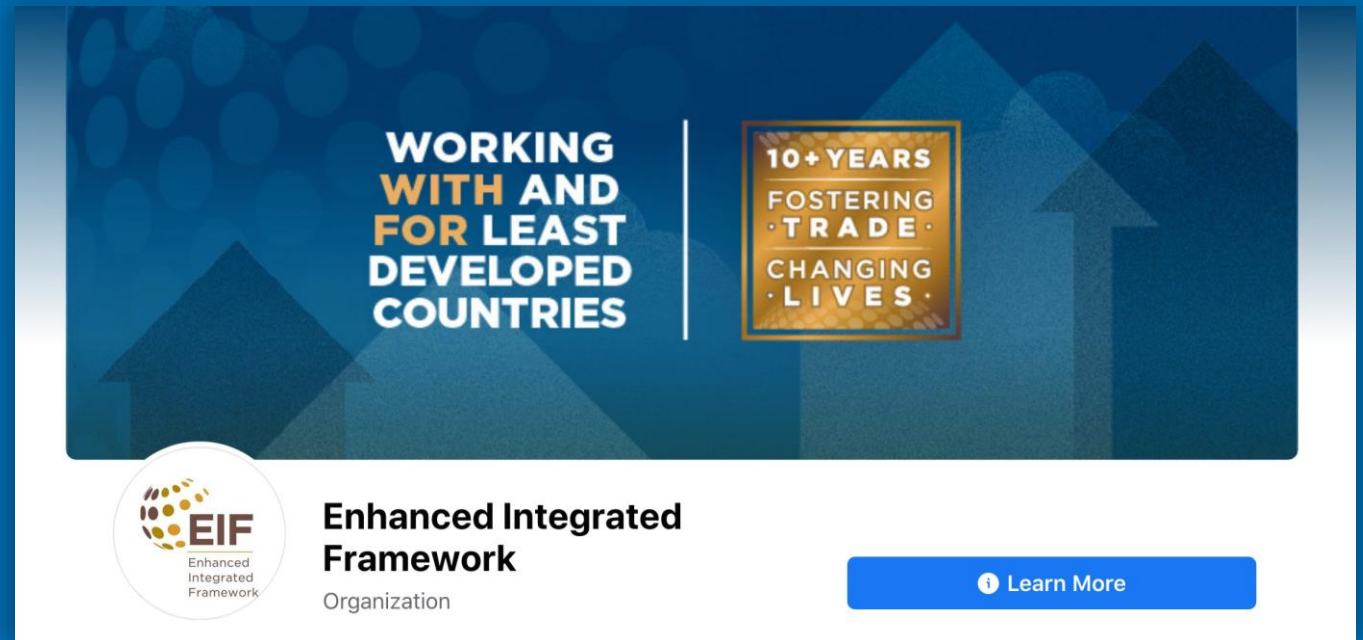 WORKING
WITH AND
FOR LEAST
DEVELOPED
COUNTRIES
10+YEARS
FOSTERING
·TRADE·
CHANGING
·LIVES·
EIF
Enhanced
Integrated
Framework
Enhanced Integrated
Framework
Organization
Learn More